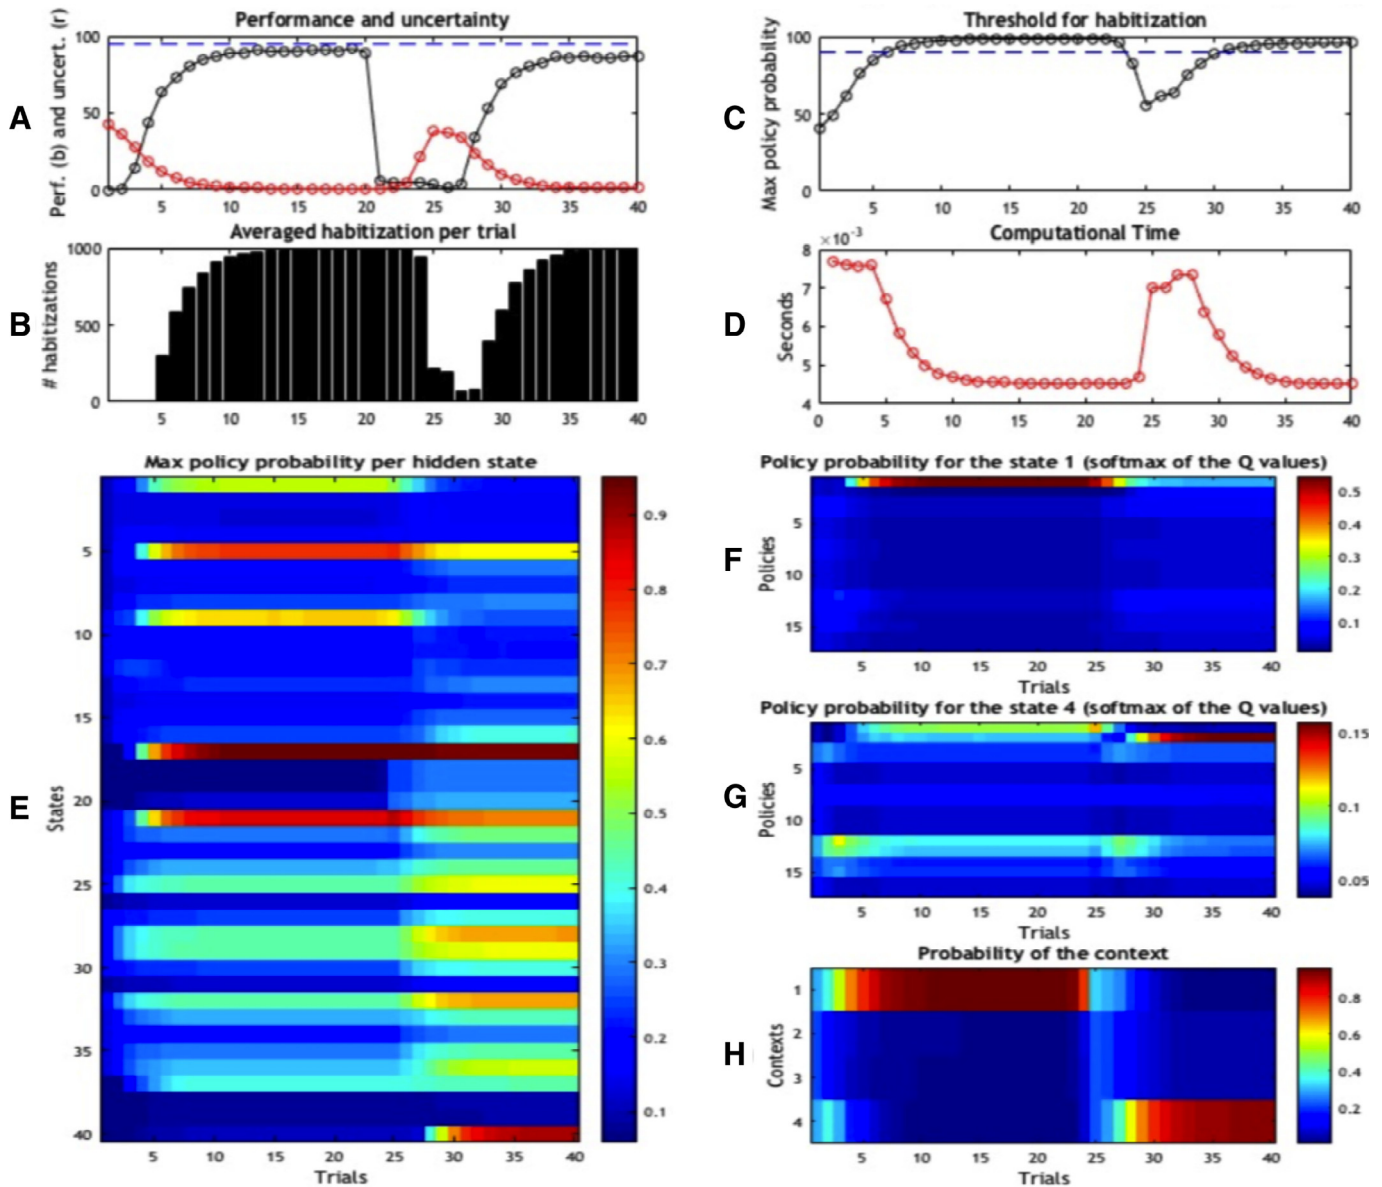 Performance and uncertainty
A
Perf. (b) and uncert. (r)
100
50
0
5 10 15 20 25 30 35 40
Averaged habitization per trial
B
# habitizations
1000
500
0
5 10 15 20 25 30 35 40
Threshold for habitization
C
Max policy probability
100
50
0
5 10 15 20 25 30 35 40
Computational Time
×10⁻³
D
Seconds
8
7
6
5
4
0 5 10 15 20 25 30 35 40
Max policy probability per hidden state
E
States
5
10
15
20
25
30
35
40
5 10 15 20 25 30 35 40
Trials
0.9
0.8
0.7
0.6
0.5
0.4
0.3
0.2
0.1
Policy probability for the state 1 (softmax of the Q values)
F
Policies
5
10
15
5 10 15 20 25 30 35 40
Trials
0.5
0.4
0.3
0.2
0.1
Policy probability for the state 4 (softmax of the Q values)
G
Policies
5
10
15
5 10 15 20 25 30 35 40
Trials
0.15
0.1
0.05
Probability of the context
H
Contexts
1
2
3
4
5 10 15 20 25 30 35 40
Trials
0.8
0.6
0.4
0.2